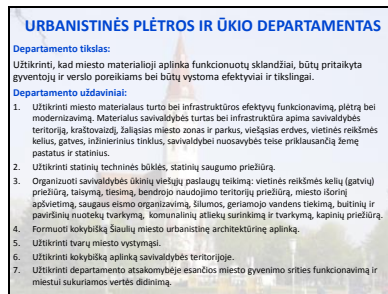 URBANISTINĖS PLĖTROS IR ŪKIO DEPARTAMENTAS
Departamento tikslas:
Užtikrinti, kad miesto materialioji aplinka funkcionuotų sklandžiai, būtų pritaikyta
gyventojų ir verslo poreikiams bei būtų vystoma efektyviai ir tikslingai.
Departamento uždaviniai:
1. Užtikrinti miesto materialaus turto bei infrastruktūros efektyvų funkcionavimą, plėtrą bei
modernizavimą. Materialus savivaldybės turtas bei infrastruktūra apima savivaldybės
teritoriją, kraštovaizdį, žaliąsias miesto zonas ir parkus, viešąsias erdves, vietinės reikšmės
kelius, gatves, inžinerinius tinklus, savivaldybei nuosavybės teise priklausančią žemę
pastatus ir statinius.
2. Užtikrinti statinių techninės būklės, statinių saugumo priežiūrą.
3. Organizuoti savivaldybės ūkinių viešųjų paslaugų teikimą: vietinės reikšmės kelių (gatvių)
priežiūrą, taisymą, tiesimą, bendrojo naudojimo teritorijų priežiūrą, miesto išorinį
apšvietimą, saugaus eismo organizavimą, šilumos, geriamojo vandens tiekimą, buitinių ir
paviršinių nuotekų tvarkymą, komunalinių atliekų surinkimą ir tvarkymą, kapinių priežiūrą.
4. Formuoti kokybišką Šiaulių miesto urbanistinę architektūrinę aplinką.
5. Užtikrinti tvarų miesto vystymąsi.
6. Užtikrinti kokybišką aplinką savivaldybės teritorijoje.
7. Užtikrinti departamento atsakomybėje esančios miesto gyvenimo srities funkcionavimą ir
miestui sukuriamos vertės didinimą.